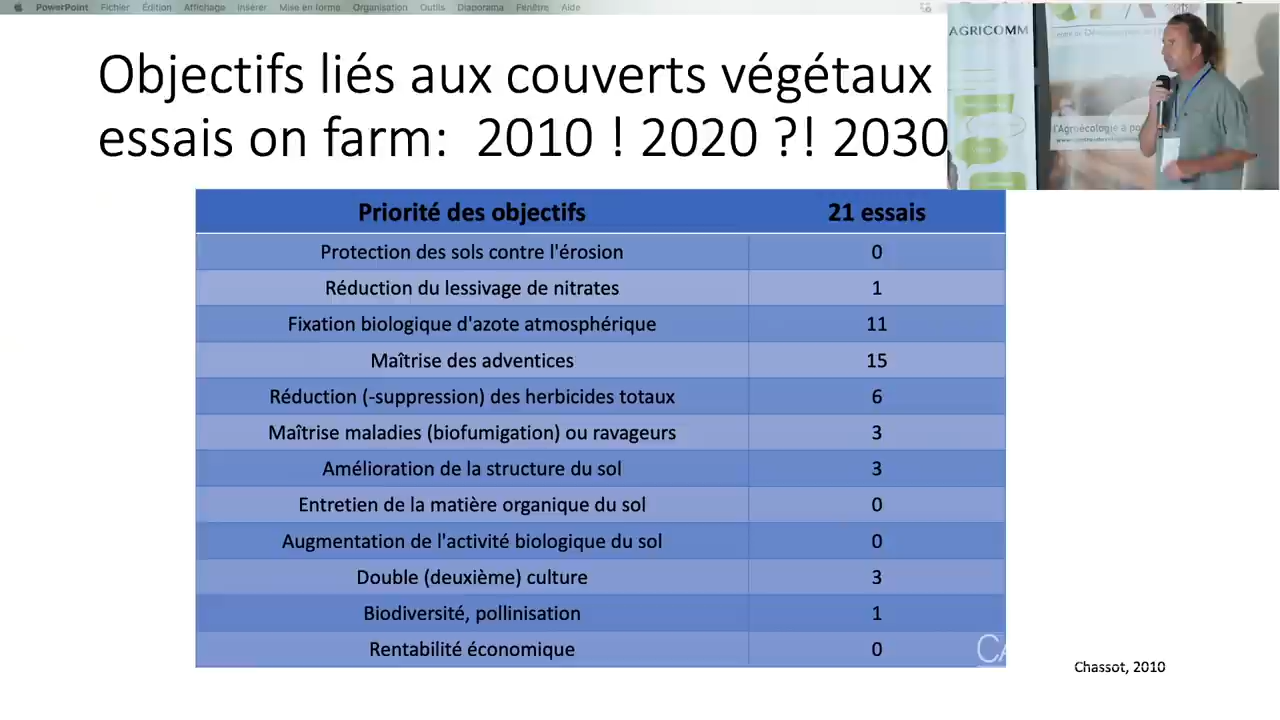 PowerPoint Fichier Édition Affichage Insérer Mise en forme Organisation Outils Diaporama Fenêtre Aide
AGRICOMM
l'Agroécologie à
Objectifs liés aux couverts végétaux
essais on farm: 2010 ! 2020 ?! 2030
Priorité des objectifs 21 essais
Protection des sols contre l'érosion 0
Réduction du lessivage de nitrates 1
Fixation biologique d'azote atmosphérique 11
Maîtrise des adventices 15
Réduction (-suppression) des herbicides totaux 6
Maîtrise maladies (biofumigation) ou ravageurs 3
Amélioration de la structure du sol 3
Entretien de la matière organique du sol 0
Augmentation de l'activité biologique du sol 0
Double (deuxième) culture 3
Biodiversité, pollinisation 1
Rentabilité économique 0
Chassot, 2010